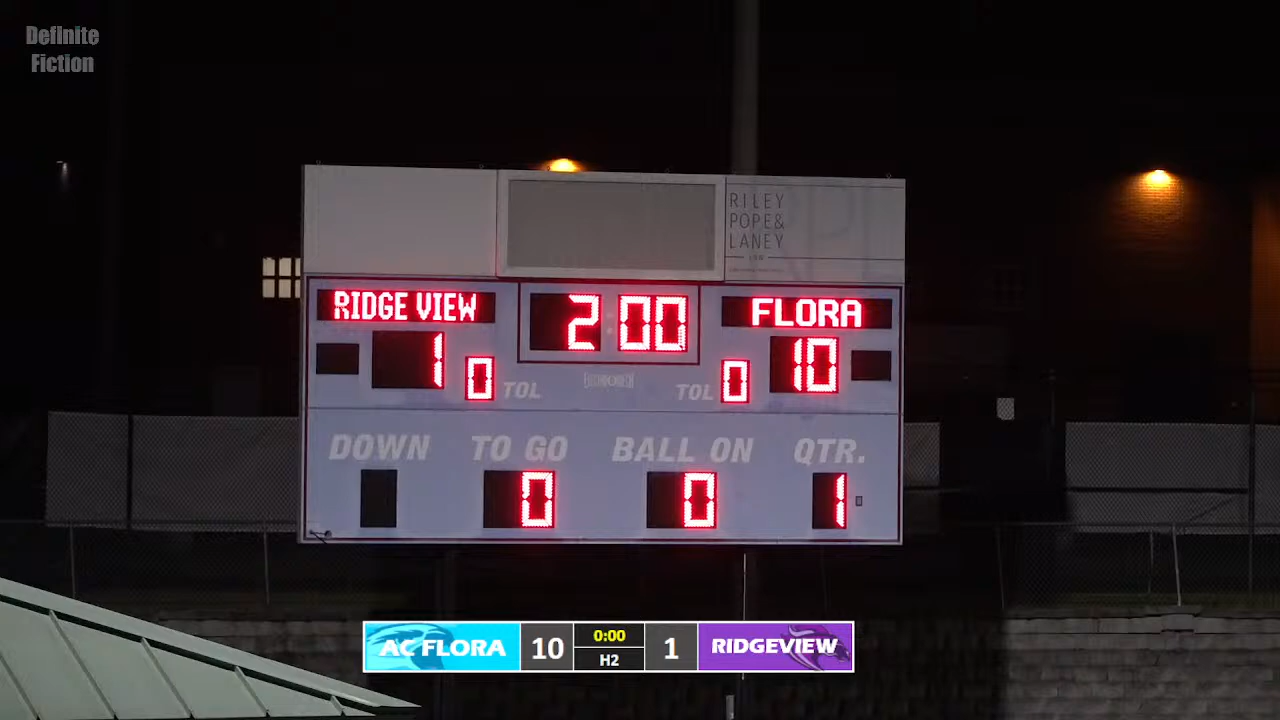 Definite
Fiction
RILEY
POPE&
LANEY
LAW
RIDGE VIEW
2:00
FLORA
1
0
TOL
TOL
0
10
DOWN
TO GO
BALL ON
QTR.
0
0
1
AC FLORA
10
0:00
H2
1
RIDGEVIEW